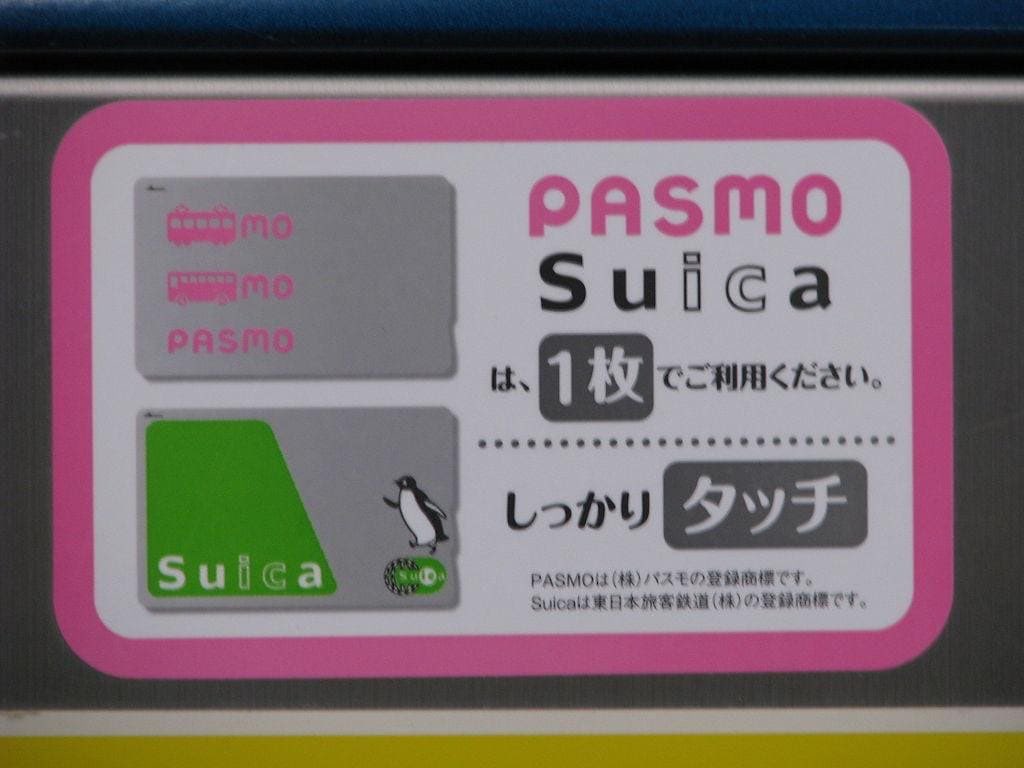 mo
mo
PASMO
Suica
Suica
PASMO
Suica
は、1枚でご利用ください。
しっかりタッチ
PASMOは(株)パスモの登録商標です。
Suicaは東日本旅客鉄道(株)の登録商標です。